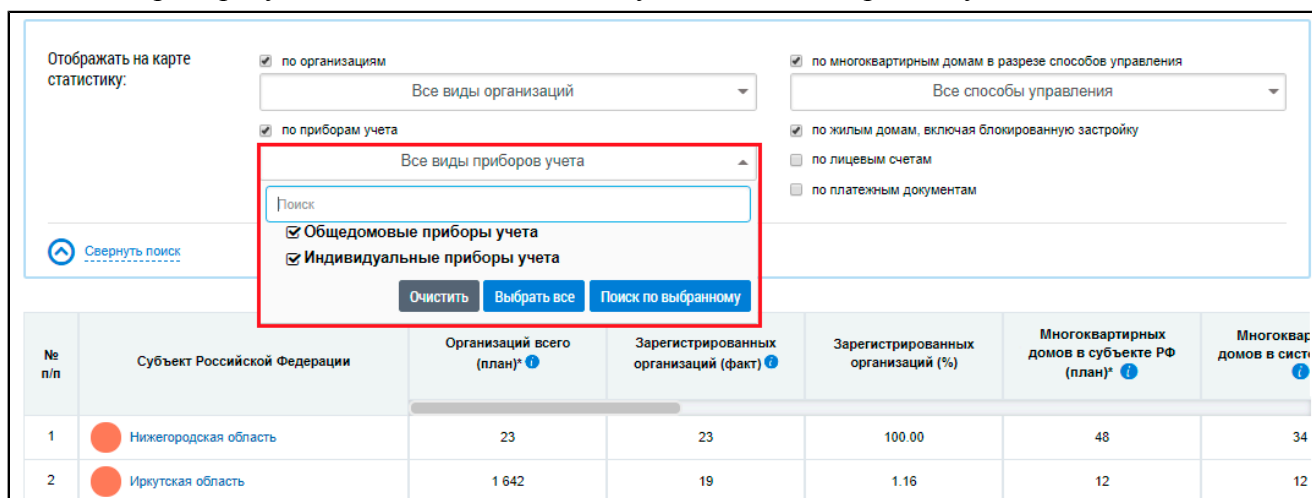 Отображать на карте
статистику:
по организациям
Все виды организаций
по приборам учета
Все виды приборов учета
Поиск
Общедомовые приборы учета
Индивидуальные приборы учета
Очистить Выбрать все Поиск по выбранному
по многоквартирным домам в разрезе способов управления
Все способы управления
по жилым домам, включая блокированную застройку
по лицевым счетам
по платежным документам
Свернуть поиск
№
п/п
Субъект Российской Федерации
Организаций всего
(план)*
Зарегистрированных
организаций (факт)
Зарегистрированных
организаций (%)
Многоквартирных
домов в субъекте РФ
(план)*
Многоквар
домов в сист
1 Нижегородская область 23 23 100.00 48 34
2 Иркутская область 1 642 19 1.16 12 12